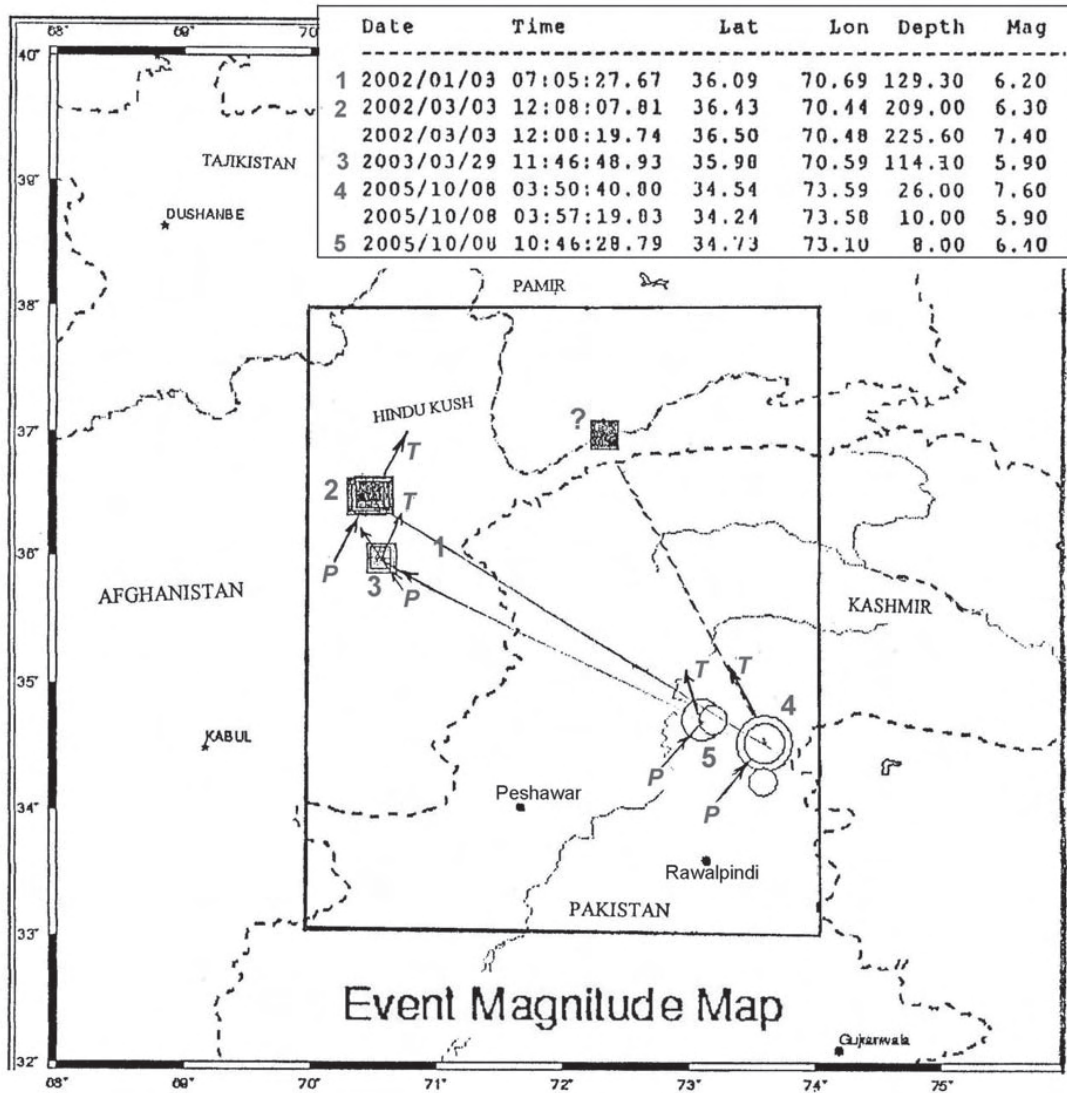 68° 69° 70°
Date Time Lat Lon Depth Mag
1 2002/01/03 07:05:27.67 36.09 70.69 129.30 6.20
2 2002/03/03 12:08:07.81 36.43 70.44 209.00 6.30
2002/03/03 12:08:19.74 36.50 70.48 225.60 7.40
3 2003/03/29 11:46:48.93 35.98 70.59 114.10 5.90
4 2005/10/08 03:50:40.80 34.54 73.59 26.00 7.60
2005/10/08 03:57:19.83 34.24 73.58 10.00 5.90
5 2005/10/08 10:46:28.79 34.73 73.10 8.00 6.40
40°
TAJIKISTAN
39°
DUSHANBE
PAMIR
38°
HINDU KUSH
?
37°
T
2
T
1
36°
P
3
P
AFGHANISTAN
KASHMIR
35°
T
T
4
KABUL
5
P
P
Peshawar
34°
Rawalpindi
PAKISTAN
33°
Event Magnitude Map
Gujranwala
32°
68° 69° 70° 71° 72° 73° 74° 75°